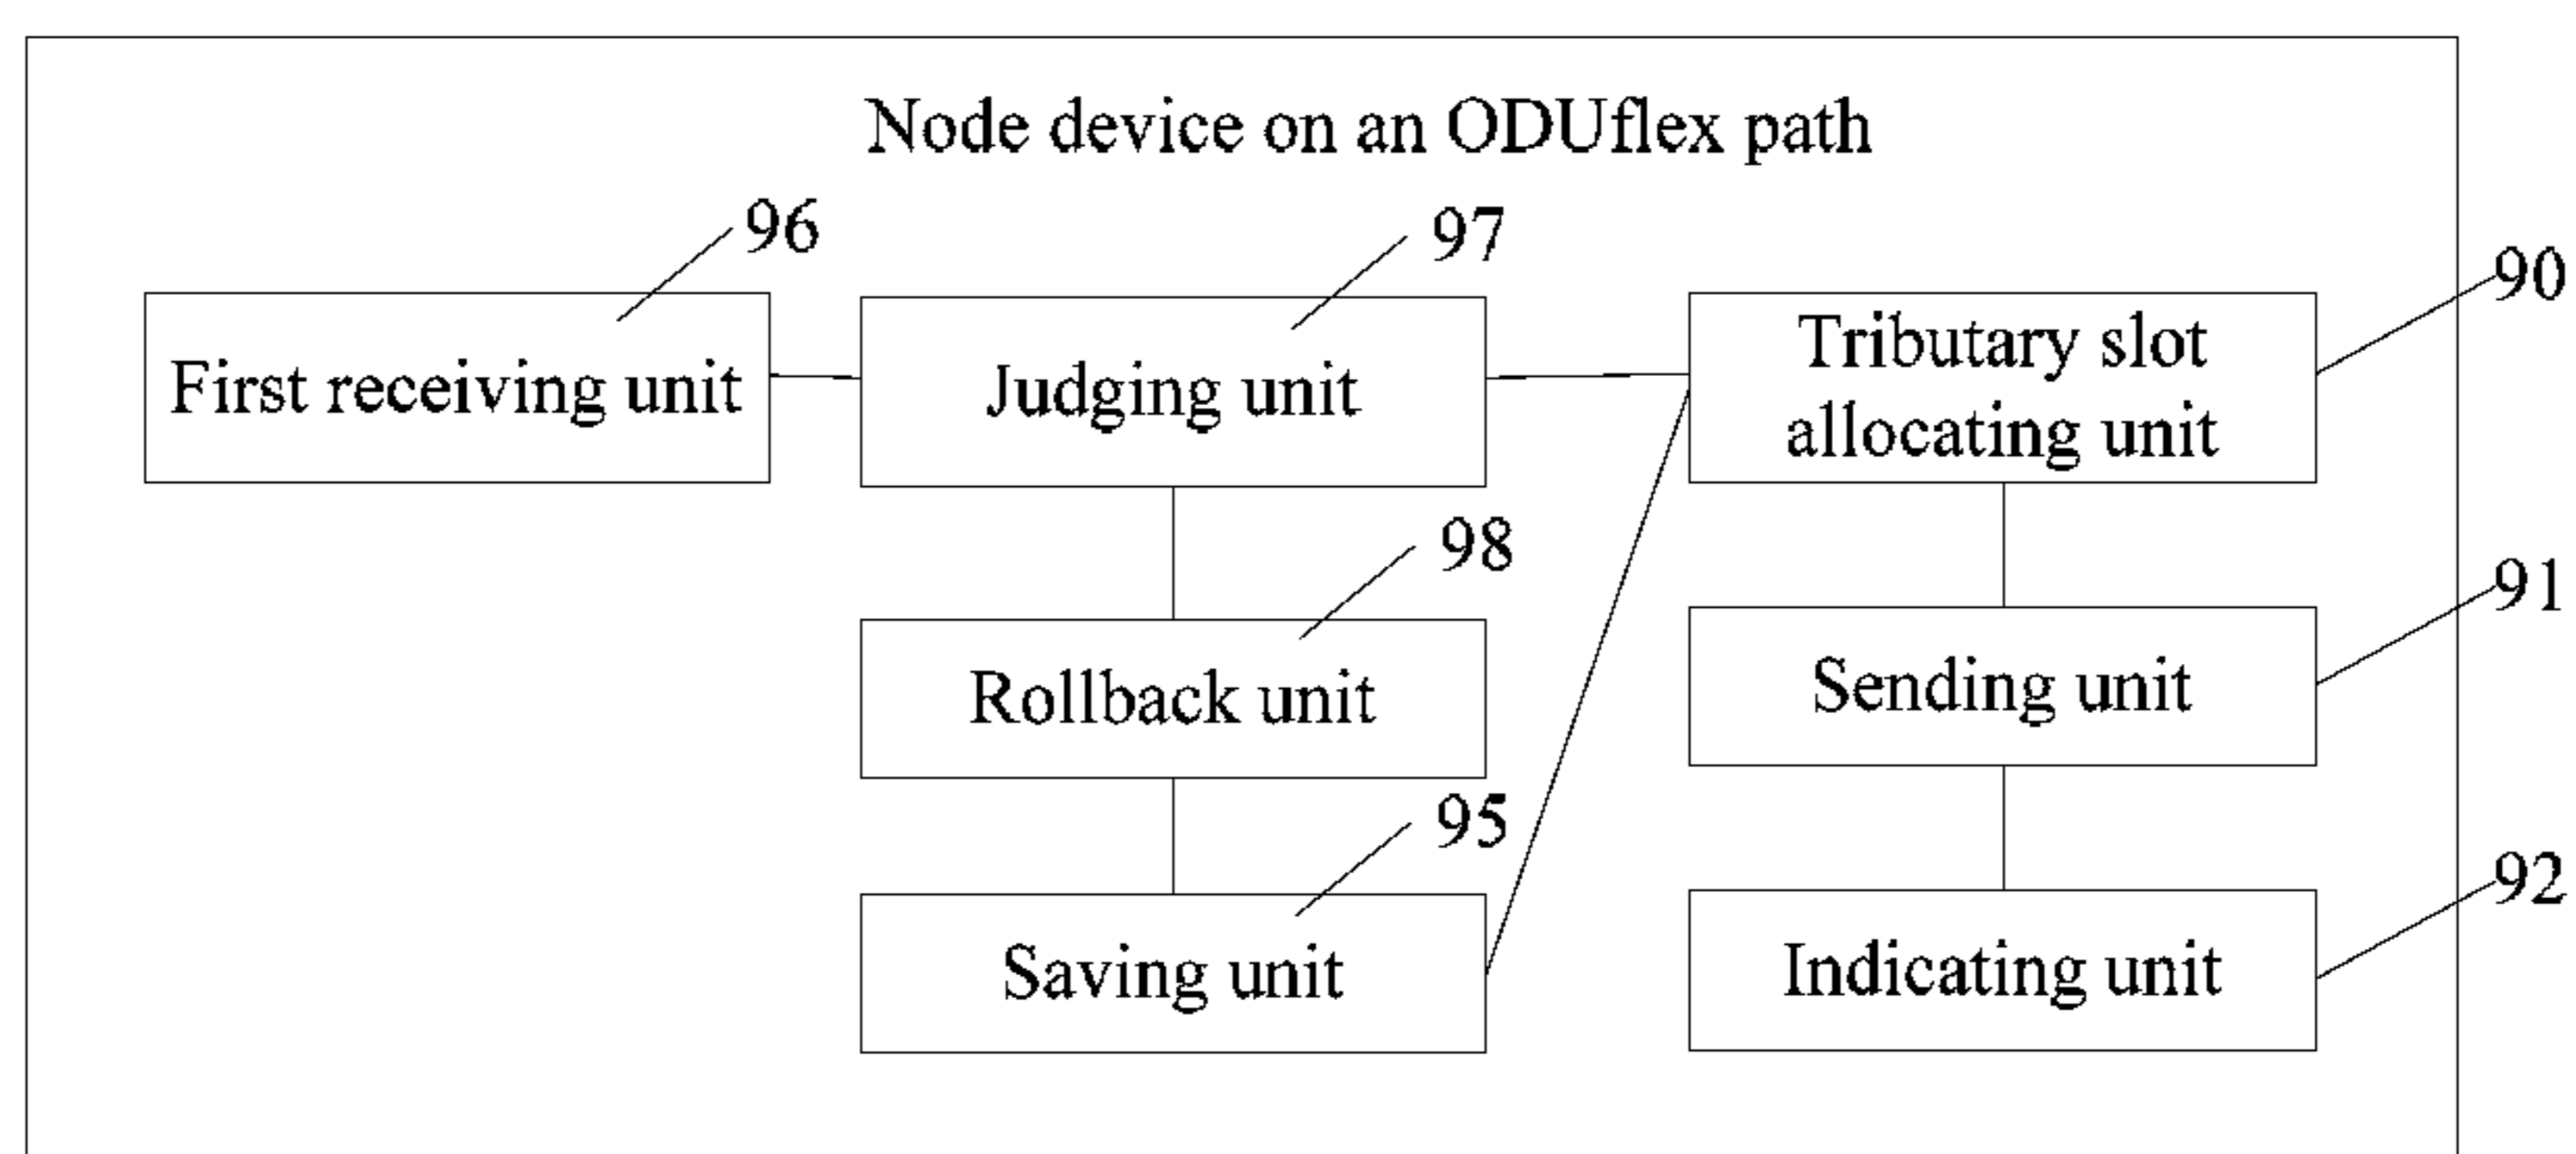 Node device on an ODUflex path
96
97
90
First receiving unit
Judging unit
Tributary slot
allocating unit
98
91
Rollback unit
Sending unit
95
92
Saving unit
Indicating unit